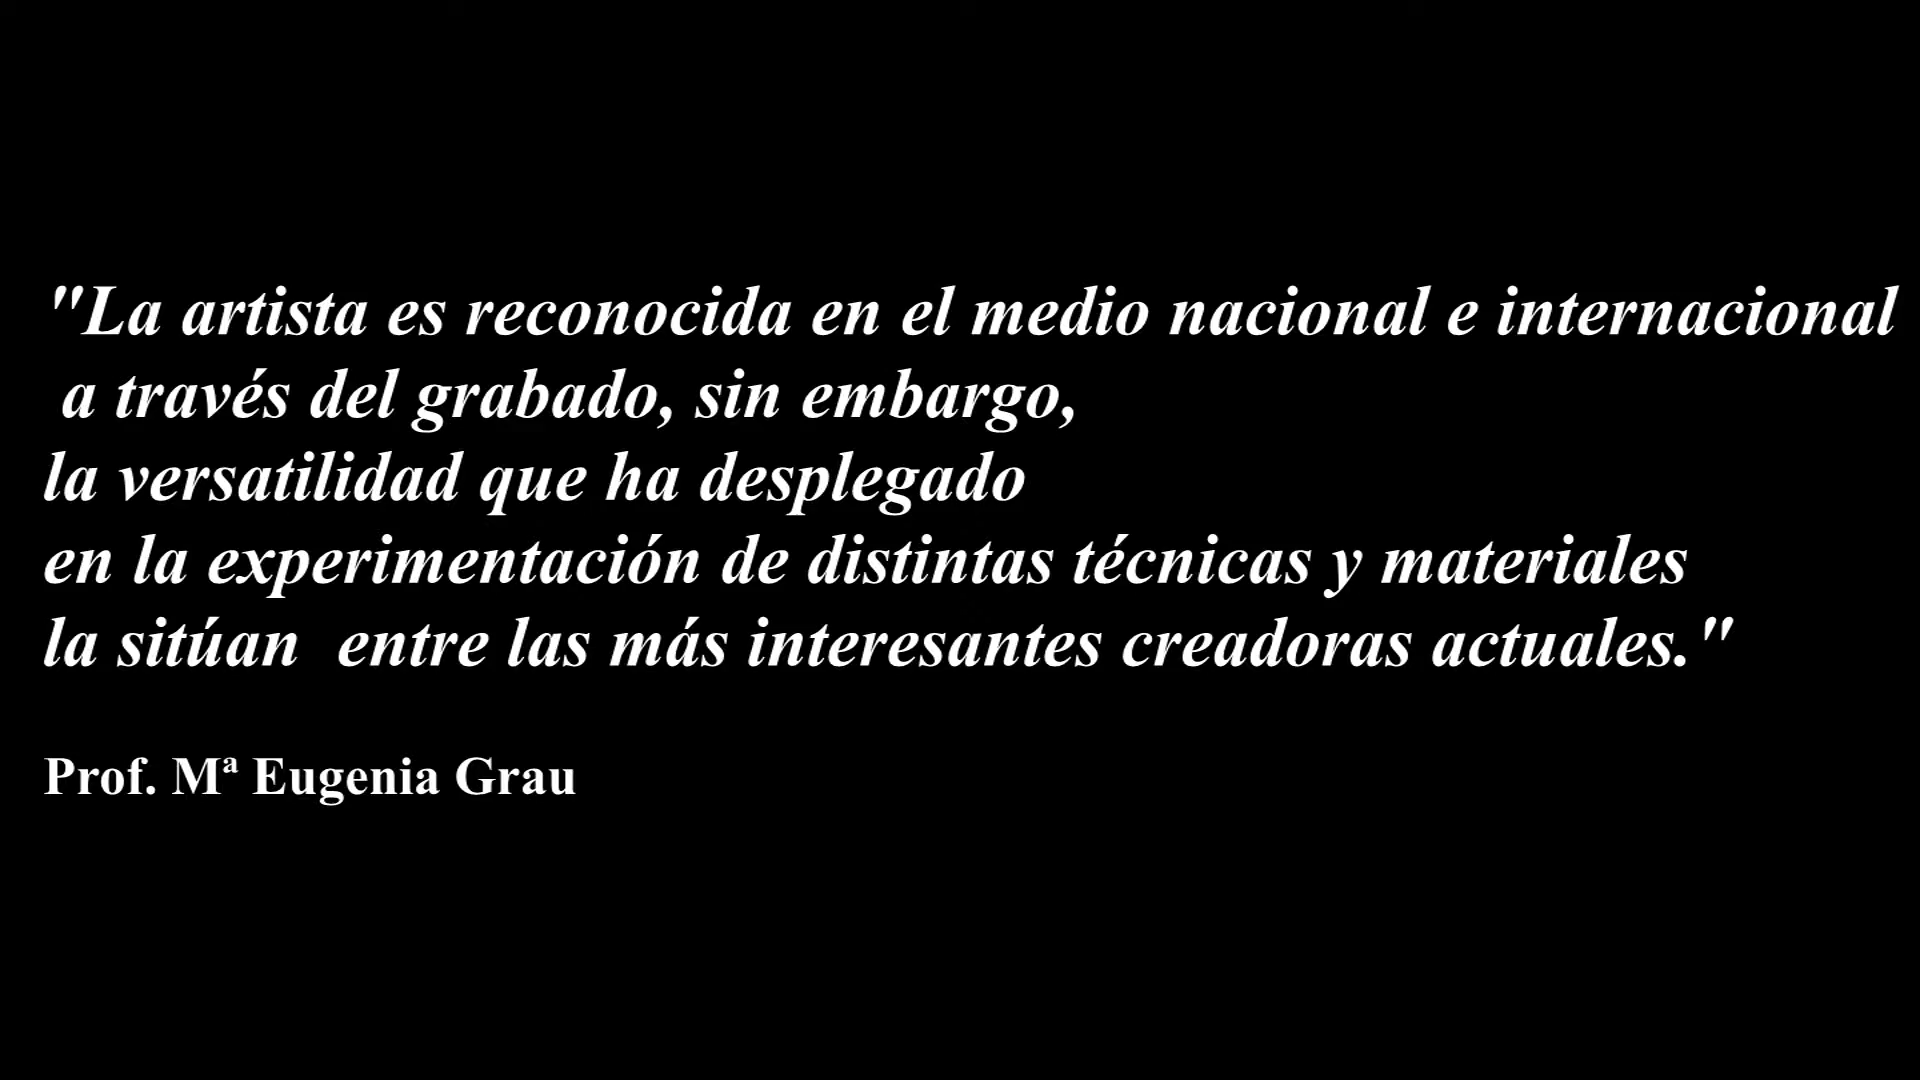 "La artista es reconocida en el medio nacional e internacional
a través del grabado, sin embargo,
la versatilidad que ha desplegado
en la experimentación de distintas técnicas y materiales
la sitúan entre las más interesantes creadoras actuales."
Prof. Mª Eugenia Grau